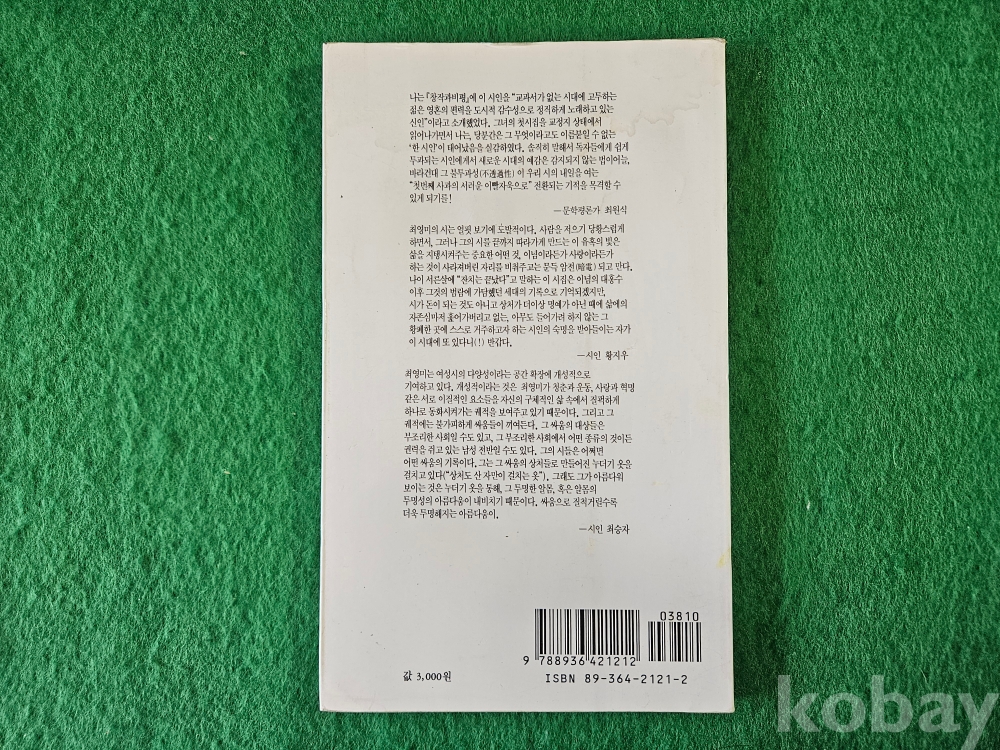 나는 『창작과비평』에 이 시인을 "교과서가 없는 시대에 고투하는
젊은 영혼의 편력을 도시적 감수성으로 정직하게 노래하고 있는
신인"이라고 소개했었다. 그녀의 첫시집을 교정지 상태에서
읽어나가면서 나는, 당분간은 그 무엇이라고도 이름붙일 수 없는
'한 시인'이 태어났음을 실감하였다. 솔직히 말해서 독자들에게 쉽게
투과되는 시인에게서 새로운 시대의 예감은 감지되지 않는 법이어늘,
바라건대 그 불투과성(不透過性)이 우리 시의 내일을 여는
"첫번째 사과의 서러운 이빨자욱으로" 전환되는 기적을 목격할 수
있게 되기를!
―문학평론가 최원식
최영미의 시는 얼핏 보기에 도발적이다. 사람을 저으기 당황스럽게
하면서, 그러나 그의 시를 끝까지 따라가게 만드는 이 유혹의 빛은
삶을 지탱시켜주는 중요한 어떤 것, 이념이라든가 사랑이라든가
하는 것이 사라져버린 자리를 비춰주고는 문득 암전(暗電)되고 만다.
나이 서른살에 "잔치는 끝났다"고 말하는 이 시집은 이념의 대홍수
이후 그것의 범람에 가담했던 세대의 기록으로 기억되겠지만,
시가 돈이 되는 것도 아니고 상처가 더이상 명예가 아닌 때에 삶에의
자존심마저 훑어가버리고 없는, 아무도 들어가려 하지 않는 그
황폐한 곳에 스스로 거주하고자 하는 시인의 숙명을 받아들이는 자가
이 시대에 또 있다니(!) 반갑다.
―시인 황지우
최영미는 여성시의 다양성이라는 공간 확장에 개성적으로
기여하고 있다. 개성적이라는 것은 최영미가 청춘과 운동, 사랑과 혁명
같은 서로 이질적인 요소들을 자신의 구체적인 삶 속에서 질퍽하게
하나로 동화시켜가는 궤적을 보여주고 있기 때문이다. 그리고 그
궤적에는 불가피하게 싸움들이 끼여든다. 그 싸움의 대상들은
부조리한 사회일 수도 있고, 그 부조리한 사회에서 어떤 종류의 것이든
권력을 쥐고 있는 남성 전반일 수도 있다. 그의 시들은 어쩌면
어떤 싸움의 기록이다. 그는 그 싸움의 상처들로 만들어진 누더기 옷을
걸치고 있다("상처도 산 자만이 걸치는 옷"). 그래도 그가 아름다워
보이는 것은 누더기 옷을 통해, 그 투명한 알몸, 혹은 알몸의
투명성의 아름다움이 내비치기 때문이다. 싸움으로 질척거릴수록
더욱 투명해지는 아름다움이.
―시인 최승자
03810
9 788936 421212
ISBN 89-364-2121-2
값 3,000원
kobay